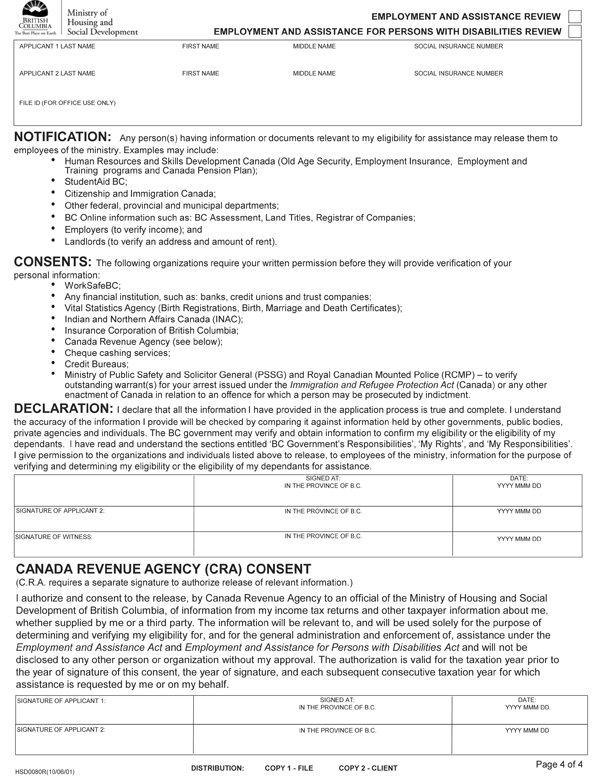 BRITISH
COLUMBIA
The Best Place on Earth
Ministry of
Housing and
Social Development
EMPLOYMENT AND ASSISTANCE REVIEW
EMPLOYMENT AND ASSISTANCE FOR PERSONS WITH DISABILITIES REVIEW
APPLICANT 1 LAST NAME FIRST NAME MIDDLE NAME SOCIAL INSURANCE NUMBER
APPLICANT 2 LAST NAME FIRST NAME MIDDLE NAME SOCIAL INSURANCE NUMBER
FILE ID (FOR OFFICE USE ONLY)
NOTIFICATION: Any person(s) having information or documents relevant to my eligibility for assistance may release them to
employees of the ministry. Examples may include:
• Human Resources and Skills Development Canada (Old Age Security, Employment Insurance, Employment and
Training programs and Canada Pension Plan);
• StudentAid BC;
• Citizenship and Immigration Canada;
• Other federal, provincial and municipal departments;
• BC Online information such as: BC Assessment, Land Titles, Registrar of Companies;
• Employers (to verify income); and
• Landlords (to verify an address and amount of rent).
CONSENTS: The following organizations require your written permission before they will provide verification of your
personal information:
• WorkSafeBC;
• Any financial institution, such as: banks, credit unions and trust companies;
• Vital Statistics Agency (Birth Registrations, Birth, Marriage and Death Certificates);
• Indian and Northern Affairs Canada (INAC);
• Insurance Corporation of British Columbia;
• Canada Revenue Agency (see below);
• Cheque cashing services;
• Credit Bureaus;
• Ministry of Public Safety and Solicitor General (PSSG) and Royal Canadian Mounted Police (RCMP) – to verify
outstanding warrant(s) for your arrest issued under the Immigration and Refugee Protection Act (Canada) or any other
enactment of Canada in relation to an offence for which a person may be prosecuted by indictment.
DECLARATION: I declare that all the information I have provided in the application process is true and complete. I understand
the accuracy of the information I provide will be checked by comparing it against information held by other governments, public bodies,
private agencies and individuals. The BC government may verify and obtain information to confirm my eligibility or the eligibility of my
dependants. I have read and understand the sections entitled ‘BC Government’s Responsibilities’, ‘My Rights’, and ‘My Responsibilities’.
I give permission to the organizations and individuals listed above to release, to employees of the ministry, information for the purpose of
verifying and determining my eligibility or the eligibility of my dependants for assistance.
SIGNED AT: DATE:
IN THE PROVINCE OF B.C. YYYY MMM DD
SIGNATURE OF APPLICANT 2: IN THE PROVINCE OF B.C. YYYY MMM DD
SIGNATURE OF WITNESS: IN THE PROVINCE OF B.C. YYYY MMM DD
CANADA REVENUE AGENCY (CRA) CONSENT
(C.R.A. requires a separate signature to authorize release of relevant information.)
I authorize and consent to the release, by Canada Revenue Agency to an official of the Ministry of Housing and Social
Development of British Columbia, of information from my income tax returns and other taxpayer information about me,
whether supplied by me or a third party. The information will be relevant to, and will be used solely for the purpose of
determining and verifying my eligibility for, and for the general administration and enforcement of, assistance under the
Employment and Assistance Act and Employment and Assistance for Persons with Disabilities Act and will not be
disclosed to any other person or organization without my approval. The authorization is valid for the taxation year prior to
the year of signature of this consent, the year of signature, and each subsequent consecutive taxation year for which
assistance is requested by me or on my behalf.
SIGNATURE OF APPLICANT 1: SIGNED AT: DATE:
IN THE PROVINCE OF B.C. YYYY MMM DD
SIGNATURE OF APPLICANT 2: IN THE PROVINCE OF B.C. YYYY MMM DD
HSD0080R(10/06/01) DISTRIBUTION: COPY 1 - FILE COPY 2 - CLIENT Page 4 of 4